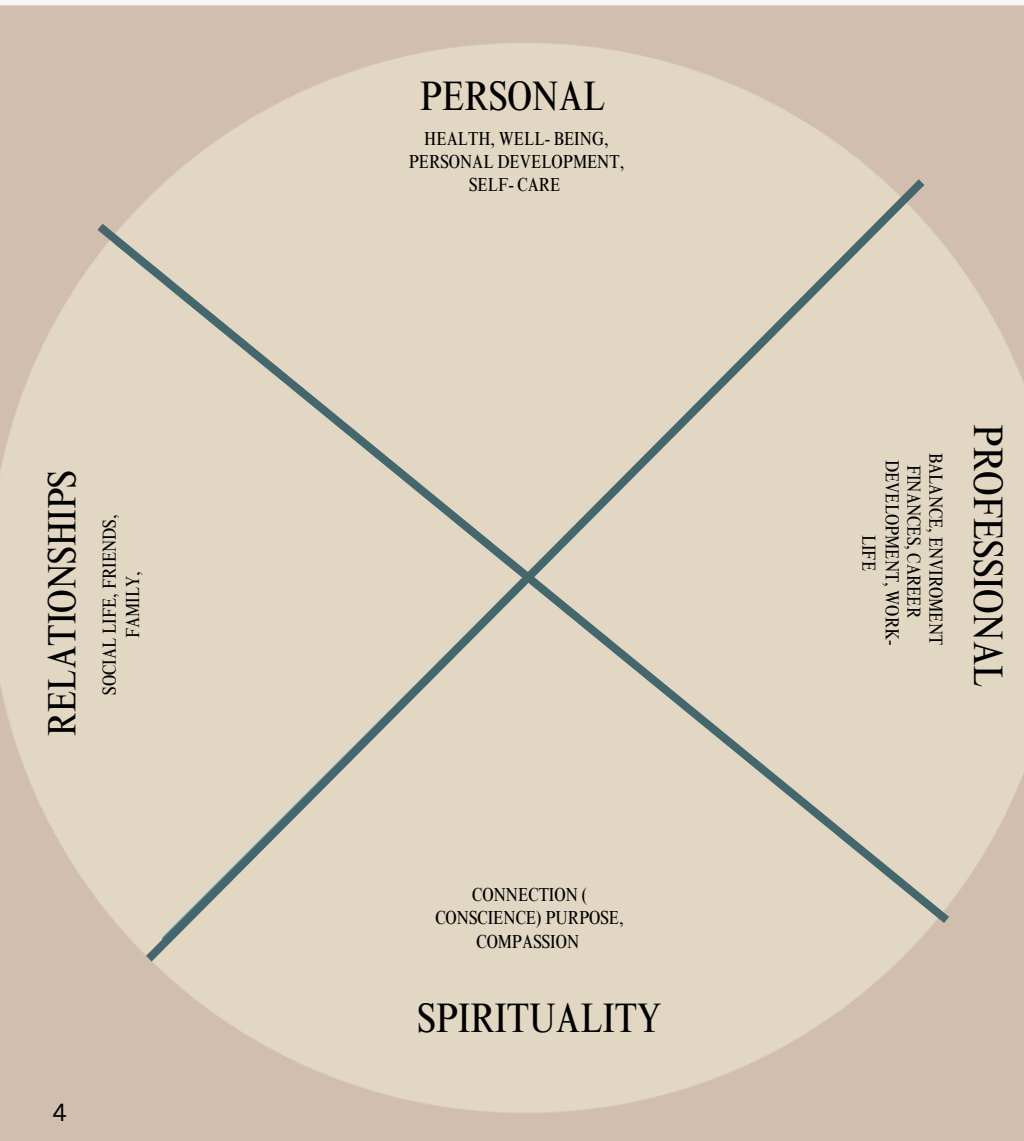 PERSONAL
HEALTH, WELL- BEING,
PERSONAL DEVELOPMENT,
SELF- CARE
PROFESSIONAL
BALANCE, ENVIROMENT
FINANCES, CAREER
DEVELOPMENT, WORK-
LIFE
RELATIONSHIPS
SOCIAL LIFE, FRIENDS,
FAMILY,
CONNECTION (
CONSCIENCE) PURPOSE,
COMPASSION
SPIRITUALITY
4